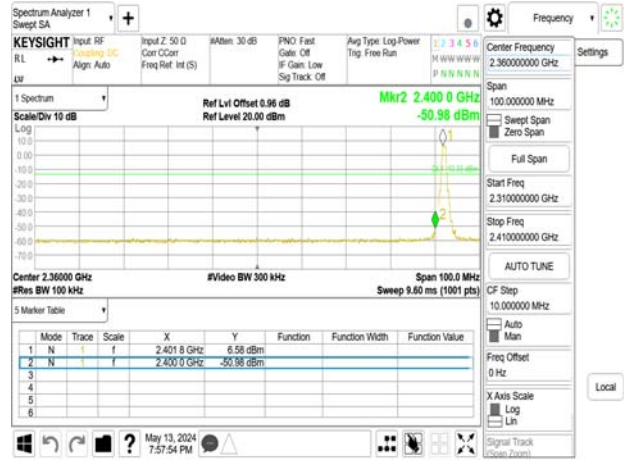 Spectrum Analyzer 1
Swept SA
Frequency
KEYSIGHT
RL
Input: RF
Coupling: DC
Align: Auto
Input Z: 50 Ω
Corr CCorr
Freq Ref: Int (S)
#Atten: 30 dB
PNO: Fast
Gate: Off
IF Gain: Low
Sig Track: Off
Avg Type: Log-Power
Trig: Free Run
1 2 3 4 5 6
M W W W W W
P N N N N N
Settings
1 Spectrum
Scale/Div 10 dB
Ref Lvl Offset 0.96 dB
Ref Level 20.00 dBm
Mkr2 2.400 0 GHz
-50.98 dBm
Log
10.0
0.00
-10.0
-20.0
-30.0
-40.0
-50.0
-60.0
-70.0
1
2
Center 2.36000 GHz
#Res BW 100 kHz
#Video BW 300 kHz
Span 100.0 MHz
Sweep 9.60 ms (1001 pts)
5 Marker Table
Mode Trace Scale X Y Function Function Width Function Value
1 N 1 f 2.401 8 GHz 6.58 dBm
2 N 1 f 2.400 0 GHz -50.98 dBm
3
4
5
6
May 13, 2024
7:57:54 PM
Center Frequency
2.360000000 GHz
Span
100.000000 MHz
Swept Span
Zero Span
Full Span
Start Freq
2.310000000 GHz
Stop Freq
2.410000000 GHz
AUTO TUNE
CF Step
10.000000 MHz
Auto
Man
Freq Offset
0 Hz
X Axis Scale
Log
Lin
Signal Track
(Span Zoom)
Local